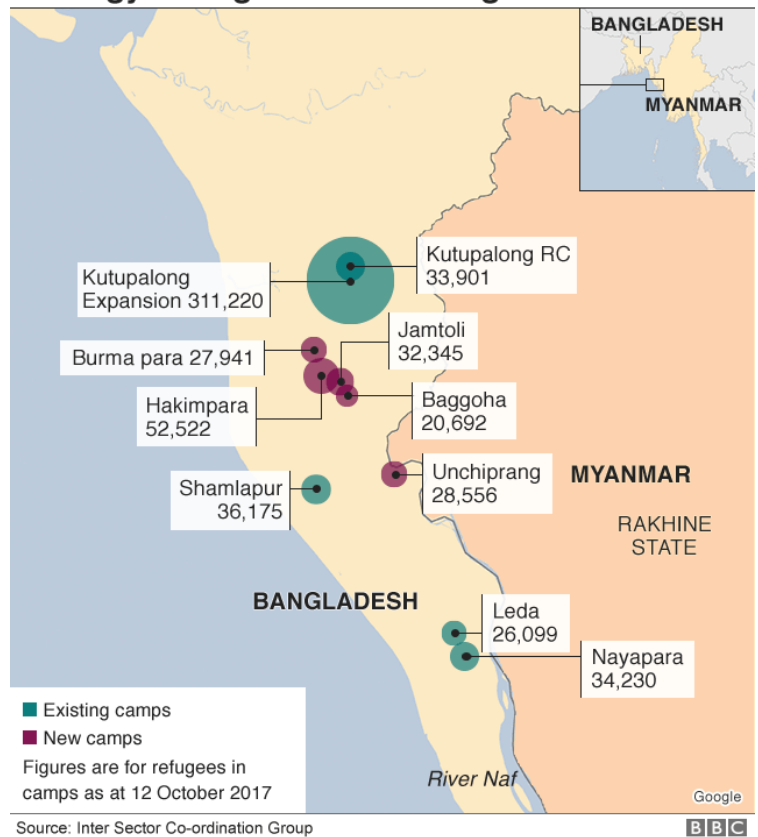 BANGLADESH
MYANMAR
Kutupalong RC
33,901
Kutupalong
Expansion 311,220
Jamtoli
32,345
Burma para 27,941
Hakimpara
52,522
Baggoha
20,692
Unchiprang
28,556
MYANMAR
Shamlapur
36,175
RAKHINE
STATE
BANGLADESH
Leda
26,099
Nayapara
34,230
Existing camps
New camps
Figures are for refugees in
camps as at 12 October 2017
River Naf
Google
Source: Inter Sector Co-ordination Group
BBC